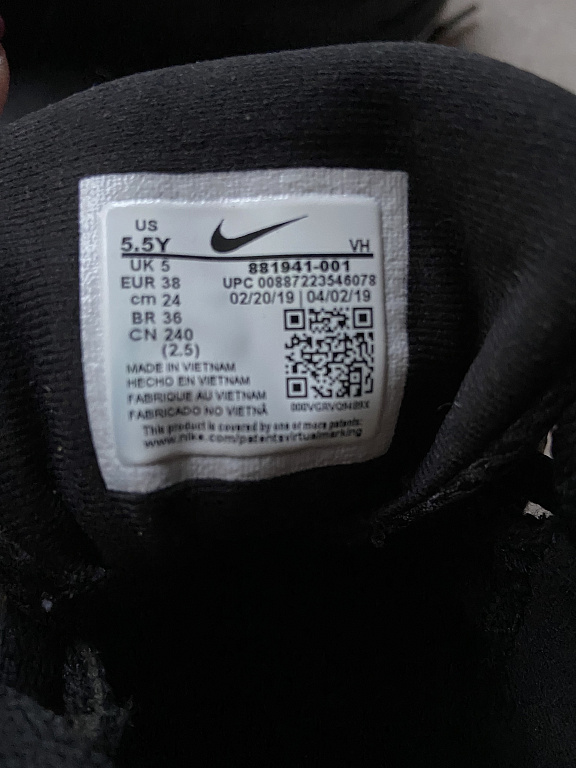 US
5.5Y VH
UK 5 881941-001
EUR 38 UPC 00887223546078
cm 24 02/20/19 | 04/02/19
BR 36
CN 240
(2.5)
MADE IN VIETNAM
HECHO EN VIETNAM
FABRIQUE AU VIETNAM
FABRICADO NO VIETNÃ
This product is covered by one or more patents:
www.nike.com/patentsvirtualmarking